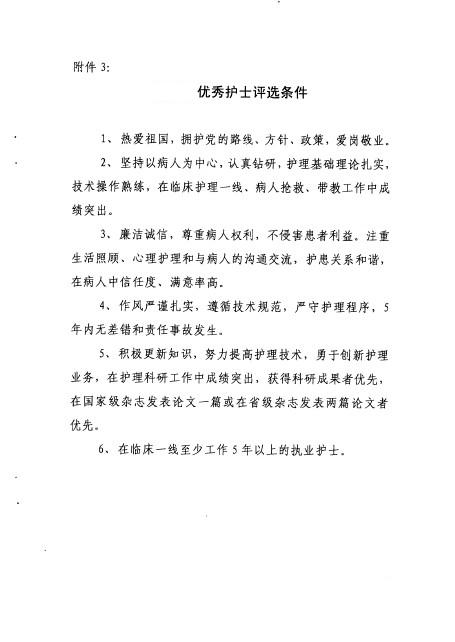 附件 3：
优秀护士评选条件
1、热爱祖国，拥护党的路线、方针、政策，爱岗敬业。
2、坚持以病人为中心，认真钻研，护理基础理论扎实，
技术操作熟练，在临床护理一线、病人抢救、带教工作中成
绩突出。
3、廉洁诚信，尊重病人权利，不侵害患者利益。注重
生活照顾、心理护理和与病人的沟通交流，护患关系和谐，
在病人中信任度、满意率高。
4、作风严谨扎实，遵循技术规范，严守护理程序，5
年内无差错和责任事故发生。
5、积极更新知识，努力提高护理技术，勇于创新护理
业务，在护理科研工作中成绩突出，获得科研成果者优先，
在国家级杂志发表论文一篇或在省级杂志发表两篇论文者
优先。
6、在临床一线至少工作 5 年以上的执业护士。